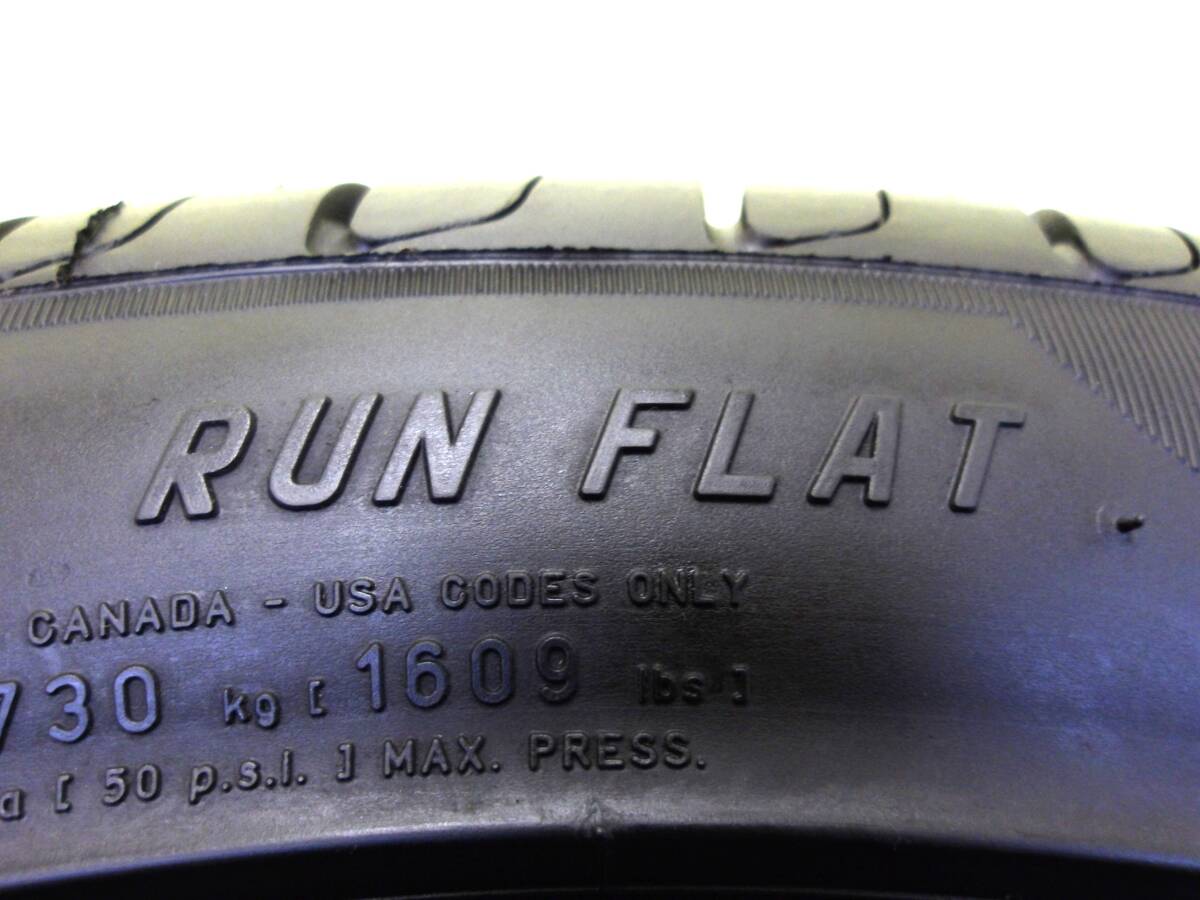 RUN FLAT
CANADA - USA CODES ONLY
730 kg [ 1609 lbs ]
[ 50 p.s.i. ] MAX. PRESS.